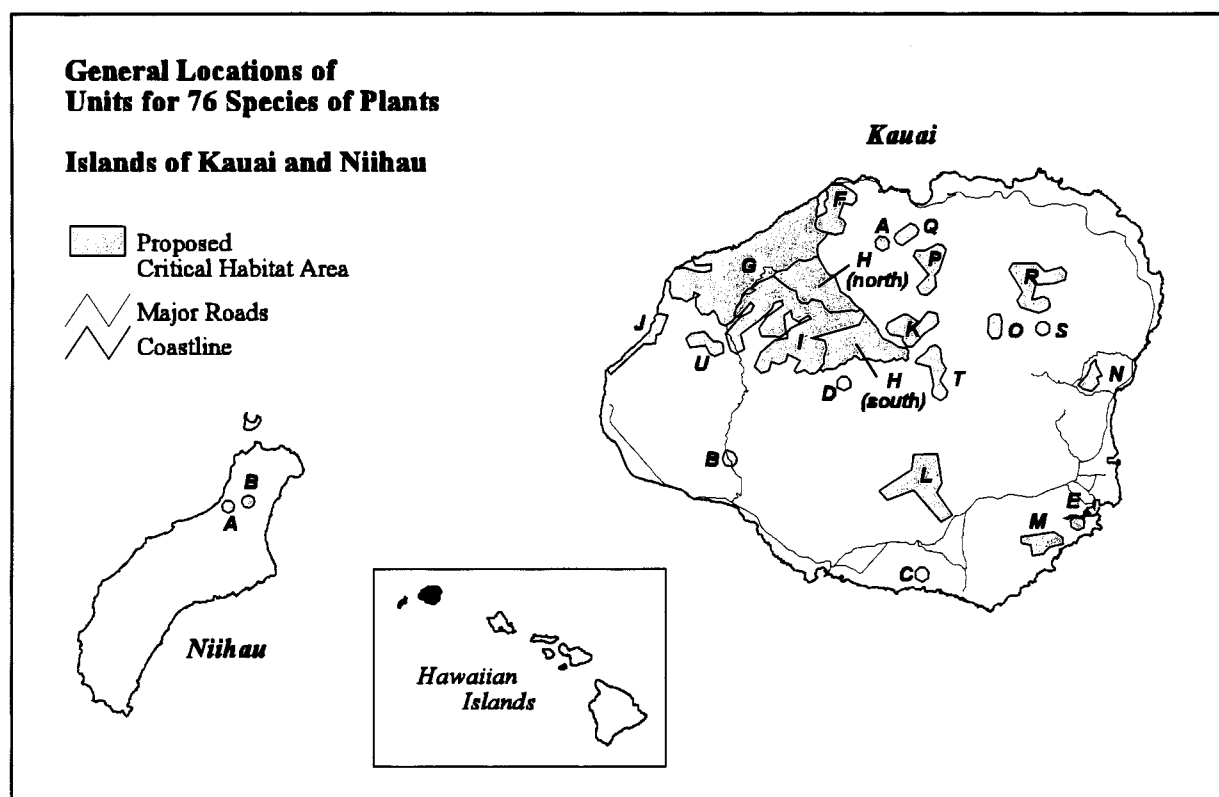 General Locations of
Units for 76 Species of Plants
Islands of Kauai and Niihau
Proposed
Critical Habitat Area
Major Roads
Coastline
Kauai
F
A
Q
G
H
(north)
P
R
J
U
I
K
O
S
D
H
(south)
T
N
B
L
E
M
C
B
A
Niihau
Hawaiian
Islands